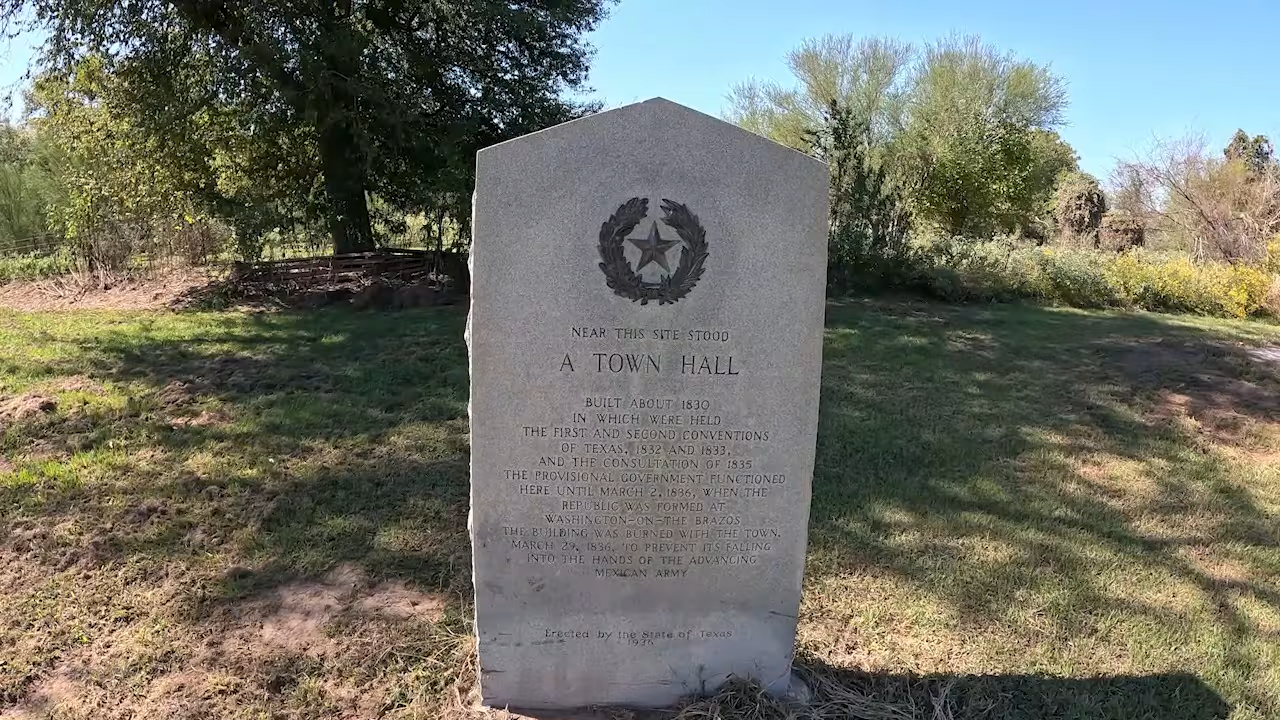 NEAR THIS SITE STOOD
A TOWN HALL
BUILT ABOUT 1830
IN WHICH WERE HELD
THE FIRST AND SECOND CONVENTIONS
OF TEXAS, 1832 AND 1833,
AND THE CONSULTATION OF 1835
THE PROVISIONAL GOVERNMENT FUNCTIONED
HERE UNTIL MARCH 2, 1836, WHEN THE
REPUBLIC WAS FORMED AT
WASHINGTON-ON-THE BRAZOS
THE BUILDING WAS BURNED WITH THE TOWN,
MARCH 29, 1836, TO PREVENT ITS FALLING
INTO THE HANDS OF THE ADVANCING
MEXICAN ARMY
Erected by the State of Texas
1936